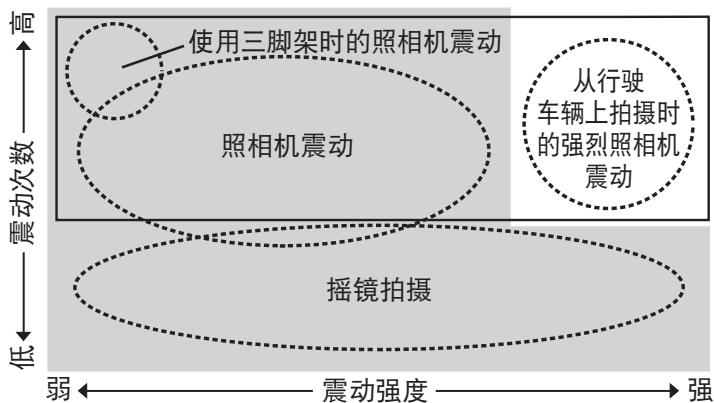 高
使用三脚架时的照相机震动
从行驶
车辆上拍摄时
的强烈照相机
震动
照相机震动
震动次数
摇镜拍摄
低
弱
震动强度
强